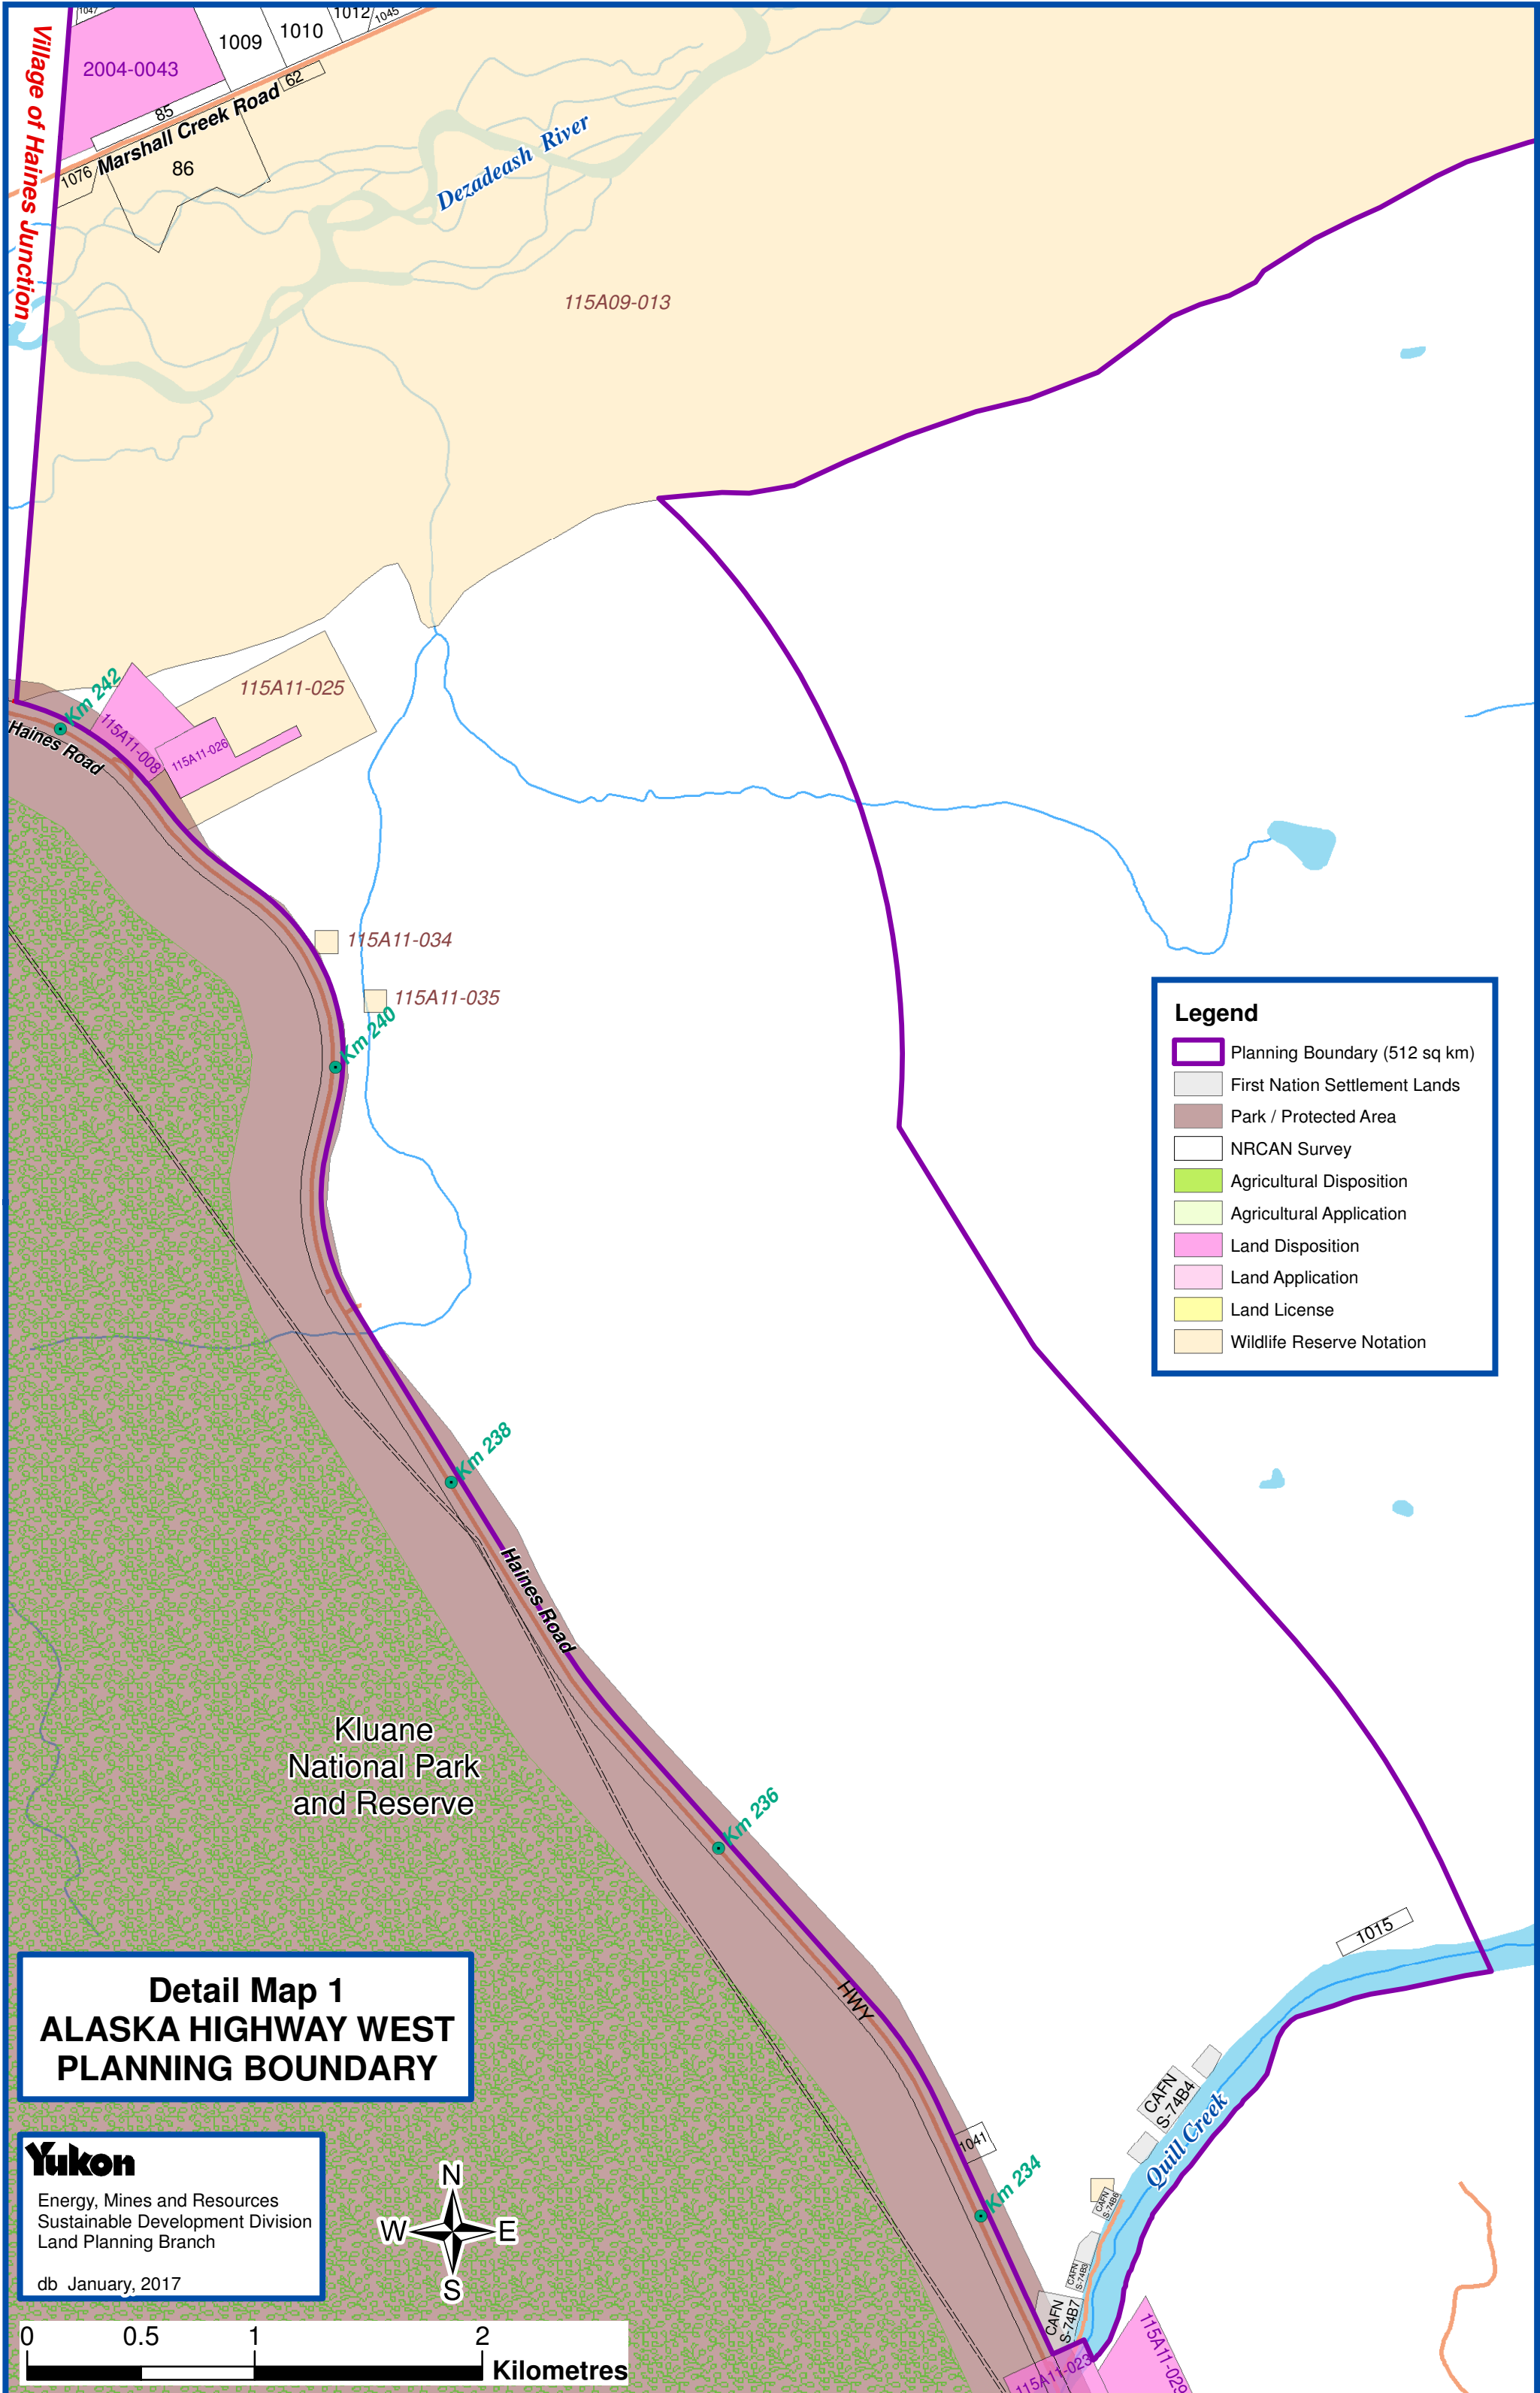 1047
1012
1045
1010
1009
2004-0043
62
85
Marshall Creek Road
1076
86
Village of Haines Junction
Dezadeash River
115A09-013
Km 242
115A11-025
115A11-008
115A11-026
Haines Road
115A11-034
115A11-035
Km 240
Legend
Planning Boundary (512 sq km)
First Nation Settlement Lands
Park / Protected Area
NRCAN Survey
Agricultural Disposition
Agricultural Application
Land Disposition
Land Application
Land License
Wildlife Reserve Notation
Km 238
Haines Road
Kluane
National Park
and Reserve
Km 236
1015
HWY
Detail Map 1
ALASKA HIGHWAY WEST
PLANNING BOUNDARY
CAFN
S-74B4
Quill Creek
1041
Km 234
CAFN
S-74B6
CAFN
S-74B3
CAFN
S-74B7
115A11-023
115A11-029
Yukon
Energy, Mines and Resources
Sustainable Development Division
Land Planning Branch
db January, 2017
N
W E
S
0 0.5 1 2
Kilometres